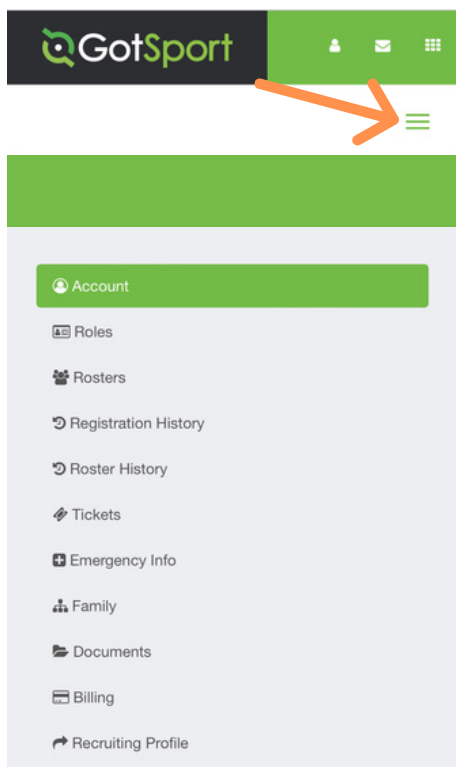 GotSport
Account
Roles
Rosters
Registration History
Roster History
Tickets
Emergency Info
Family
Documents
Billing
Recruiting Profile